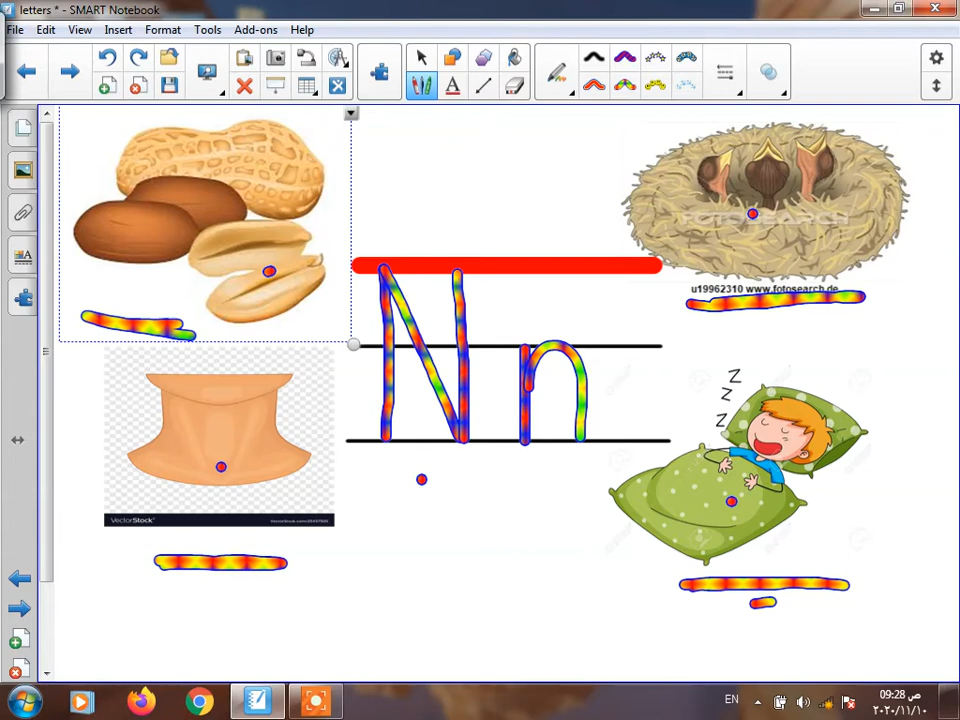 letters * - SMART Notebook
File Edit View Insert Format Tools Add-ons Help
FOTOSEARCH
u19962310 www.fotosearch.de
N n
Z
Z
Z
VectorStock
EN
09:28 ص
٢٠٢٠/١١/١٠